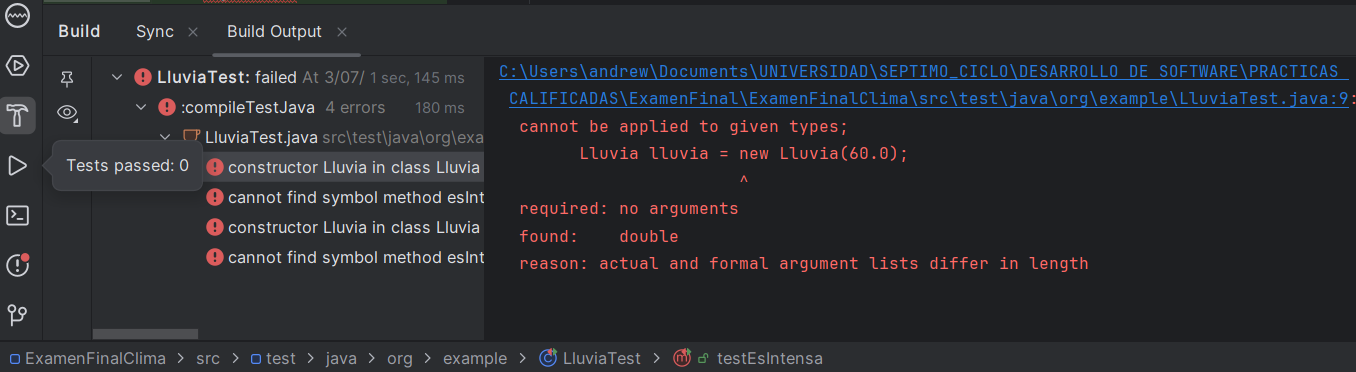 Build Sync Build Output
LluviaTest: failed At 3/07/ 1 sec, 145 ms
:compileTestJava 4 errors 180 ms
LluviaTest.java src\test\java\org\exa
constructor Lluvia in class Lluvia
cannot find symbol method esInt
constructor Lluvia in class Lluvia
cannot find symbol method esInt
Tests passed: 0
C:\Users\andrew\Documents\UNIVERSIDAD\SEPTIMO_CICLO\DESARROLLO DE SOFTWARE\PRACTICAS
CALIFICADAS\ExamenFinal\ExamenFinalClima\src\test\java\org\example\LluviaTest.java:9:
cannot be applied to given types;
Lluvia lluvia = new Lluvia(60.0);
^
required: no arguments
found: double
reason: actual and formal argument lists differ in length
ExamenFinalClima > src > test > java > org > example > LluviaTest > testEsIntensa